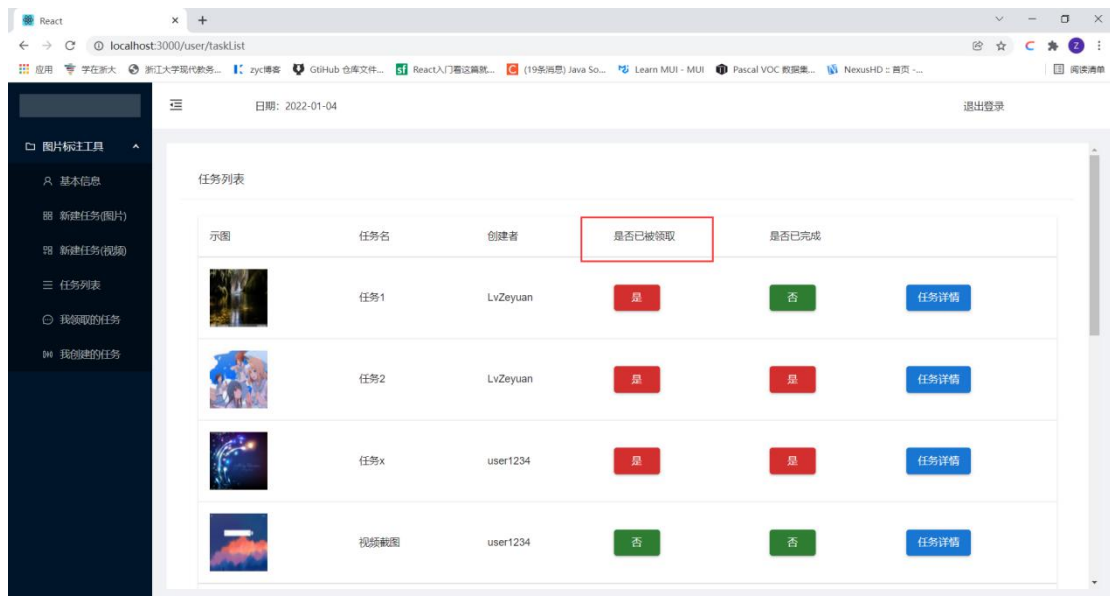 React
localhost:3000/user/taskList
Z
应用 学在浙大 浙江大学现代教务... zyc博客 GtiHub 仓库文件... React入门看这篇就... (19条消息) Java So... Learn MUI - MUI Pascal VOC 数据集... NexusHD :: 首页 -... 阅读清单
日期: 2022-01-04 退出登录
图片标注工具
基本信息
新建任务(图片)
新建任务(视频)
任务列表
我领取的任务
我创建的任务
任务列表
示图 任务名 创建者 是否已被领取 是否已完成
任务1 LvZeyuan 是 否 任务详情
任务2 LvZeyuan 是 是 任务详情
任务x user1234 是 是 任务详情
视频截图 user1234 否 否 任务详情